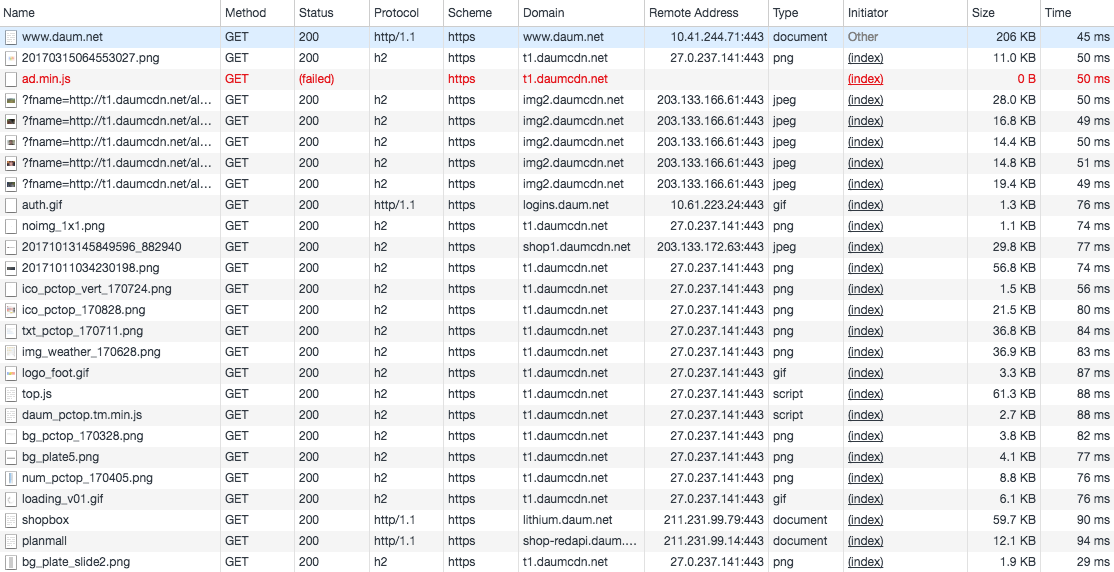 Name Method Status Protocol Scheme Domain Remote Address Type Initiator Size Time
www.daum.net GET 200 http/1.1 https www.daum.net 10.41.244.71:443 document Other 206 KB 45 ms
20170315064553027.png GET 200 h2 https t1.daumcdn.net 27.0.237.141:443 png (index) 11.0 KB 50 ms
ad.min.js GET (failed) https t1.daumcdn.net (index) 0 B 50 ms
?fname=http://t1.daumcdn.net/al... GET 200 h2 https img2.daumcdn.net 203.133.166.61:443 jpeg (index) 28.0 KB 50 ms
?fname=http://t1.daumcdn.net/al... GET 200 h2 https img2.daumcdn.net 203.133.166.61:443 jpeg (index) 16.8 KB 49 ms
?fname=http://t1.daumcdn.net/al... GET 200 h2 https img2.daumcdn.net 203.133.166.61:443 jpeg (index) 14.4 KB 50 ms
?fname=http://t1.daumcdn.net/al... GET 200 h2 https img2.daumcdn.net 203.133.166.61:443 jpeg (index) 14.8 KB 51 ms
?fname=http://t1.daumcdn.net/al... GET 200 h2 https img2.daumcdn.net 203.133.166.61:443 jpeg (index) 19.4 KB 49 ms
auth.gif GET 200 http/1.1 https logins.daum.net 10.61.223.24:443 gif (index) 1.3 KB 76 ms
noimg_1x1.png GET 200 h2 https t1.daumcdn.net 27.0.237.141:443 png (index) 1.1 KB 74 ms
20171013145849596_882940 GET 200 h2 https shop1.daumcdn.net 203.133.172.63:443 jpeg (index) 29.8 KB 77 ms
20171011034230198.png GET 200 h2 https t1.daumcdn.net 27.0.237.141:443 png (index) 56.8 KB 74 ms
ico_pctop_vert_170724.png GET 200 h2 https t1.daumcdn.net 27.0.237.141:443 png (index) 1.5 KB 56 ms
ico_pctop_170828.png GET 200 h2 https t1.daumcdn.net 27.0.237.141:443 png (index) 21.5 KB 80 ms
txt_pctop_170711.png GET 200 h2 https t1.daumcdn.net 27.0.237.141:443 png (index) 36.8 KB 84 ms
img_weather_170628.png GET 200 h2 https t1.daumcdn.net 27.0.237.141:443 png (index) 36.9 KB 83 ms
logo_foot.gif GET 200 h2 https t1.daumcdn.net 27.0.237.141:443 gif (index) 3.3 KB 87 ms
top.js GET 200 h2 https t1.daumcdn.net 27.0.237.141:443 script (index) 61.3 KB 88 ms
daum_pctop.tm.min.js GET 200 h2 https t1.daumcdn.net 27.0.237.141:443 script (index) 2.7 KB 88 ms
bg_pctop_170328.png GET 200 h2 https t1.daumcdn.net 27.0.237.141:443 png (index) 3.8 KB 82 ms
bg_plate5.png GET 200 h2 https t1.daumcdn.net 27.0.237.141:443 png (index) 4.1 KB 77 ms
num_pctop_170405.png GET 200 h2 https t1.daumcdn.net 27.0.237.141:443 png (index) 8.8 KB 76 ms
loading_v01.gif GET 200 h2 https t1.daumcdn.net 27.0.237.141:443 gif (index) 6.1 KB 76 ms
shopbox GET 200 http/1.1 https lithium.daum.net 211.231.99.79:443 document (index) 59.7 KB 90 ms
planmall GET 200 http/1.1 https shop-redapi.daum.... 211.231.99.14:443 document (index) 12.1 KB 94 ms
bg_plate_slide2.png GET 200 h2 https t1.daumcdn.net 27.0.237.141:443 png (index) 1.9 KB 29 ms